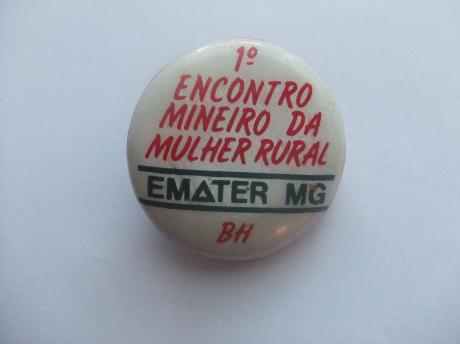 1º
ENCONTRO
MINEIRO DA
MULHER RURAL
EMATER MG
BH